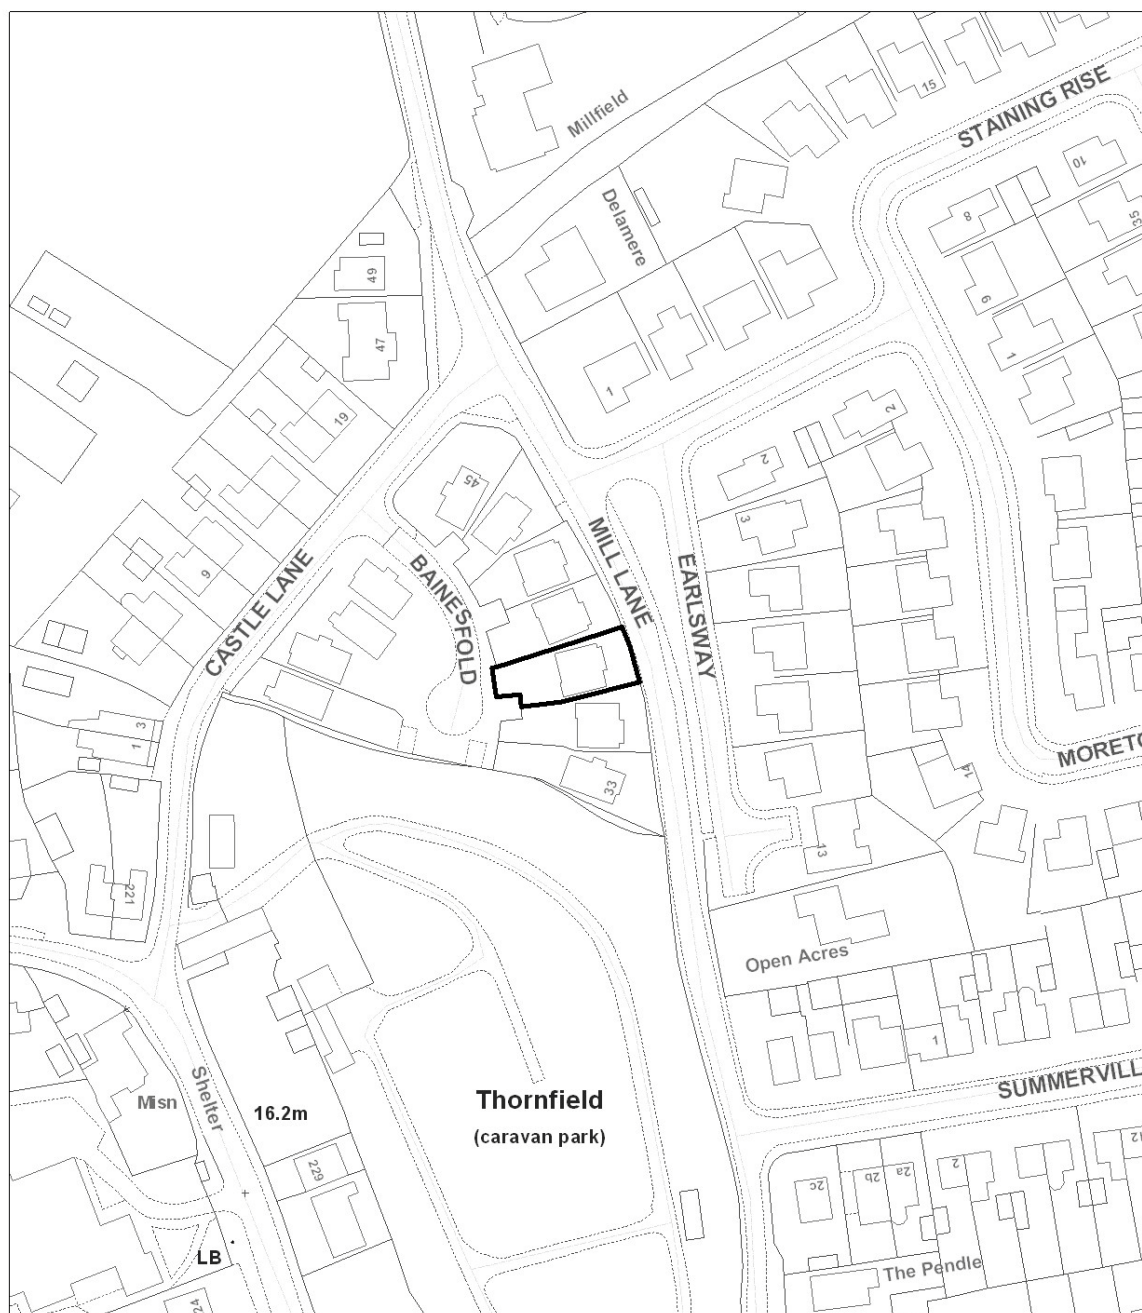 STAINING RISE
15
Millfield
10
8
35
Delamere
6
49
1
47
1
19
2
45
2
3
MILL LANE
BAINESFOLD
EARLSWAY
CASTLE LANE
9
3
1
MORETO
33
14
13
221
Open Acres
1
Shelter
SUMMERVILL
Misn
16.2m
Thornfield
(caravan park)
229
2c
2b
2a
2
12
LB
The Pendle
24